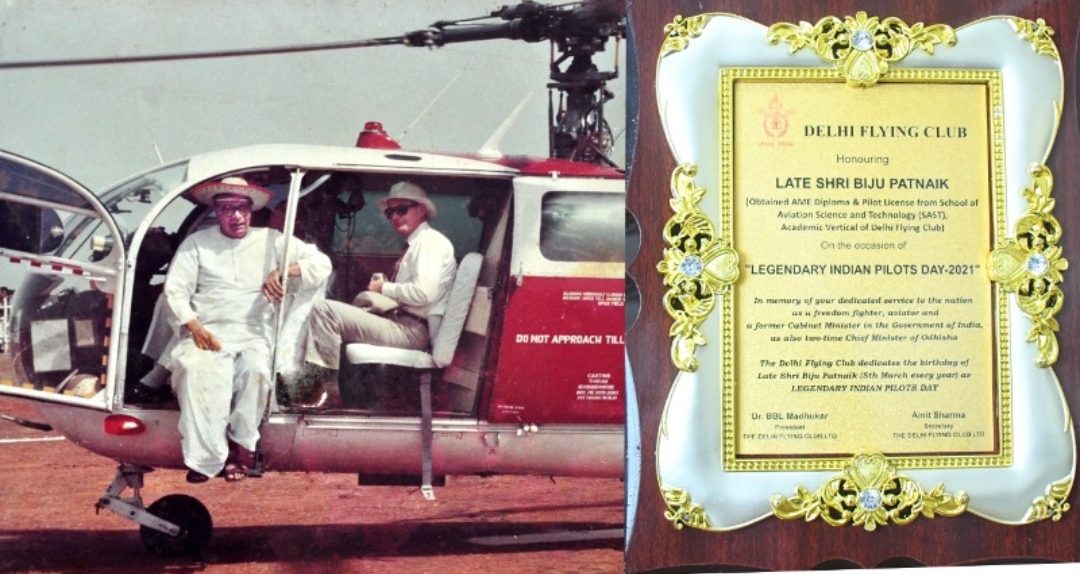 DO NOT APPROACH TILL
CAUTION
DELHI FLYING CLUB
Honouring
LATE SHRI BIJU PATNAIK
(Obtained AME Diploma & Pilot License from School of
Aviation Science and Technology (SAST),
Academic Vertical of Delhi Flying Club)
On the occasion of
"LEGENDARY INDIAN PILOTS DAY-2021"
In memory of your dedicated service to the nation
as a freedom fighter, aviator and
a former Cabinet Minister in the Government of India,
as also two-time Chief Minister of Odhisha
The Delhi Flying Club dedicates the birthday of
Late Shri Biju Patnaik (5th March every year) as
LEGENDARY INDIAN PILOTS DAY
Dr. BBL Madhukar
President
THE DELHI FLYING CLUB LTD
Amit Sharma
Secretary
THE DELHI FLYING CLUB LTD